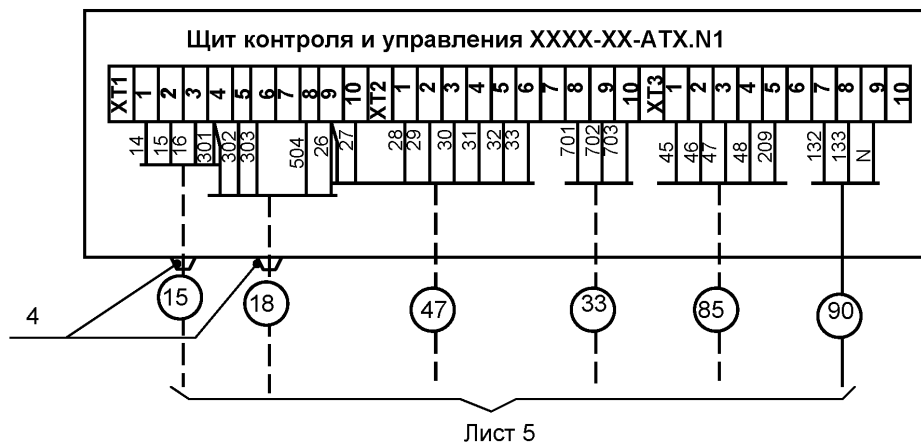 Щит контроля и управления XXXX-XX-АТХ.N1
XT1 1 2 3 4 5 6 7 8 9 10 XT2 1 2 3 4 5 6 7 8 9 10 XT3 1 2 3 4 5 6 7 8 9 10
14 15 16 301 302 303 504 26 27 28 29 30 31 32 33 701 702 703 45 46 47 48 209 132 133 N
4 15 18 47 33 85 90
Лист 5